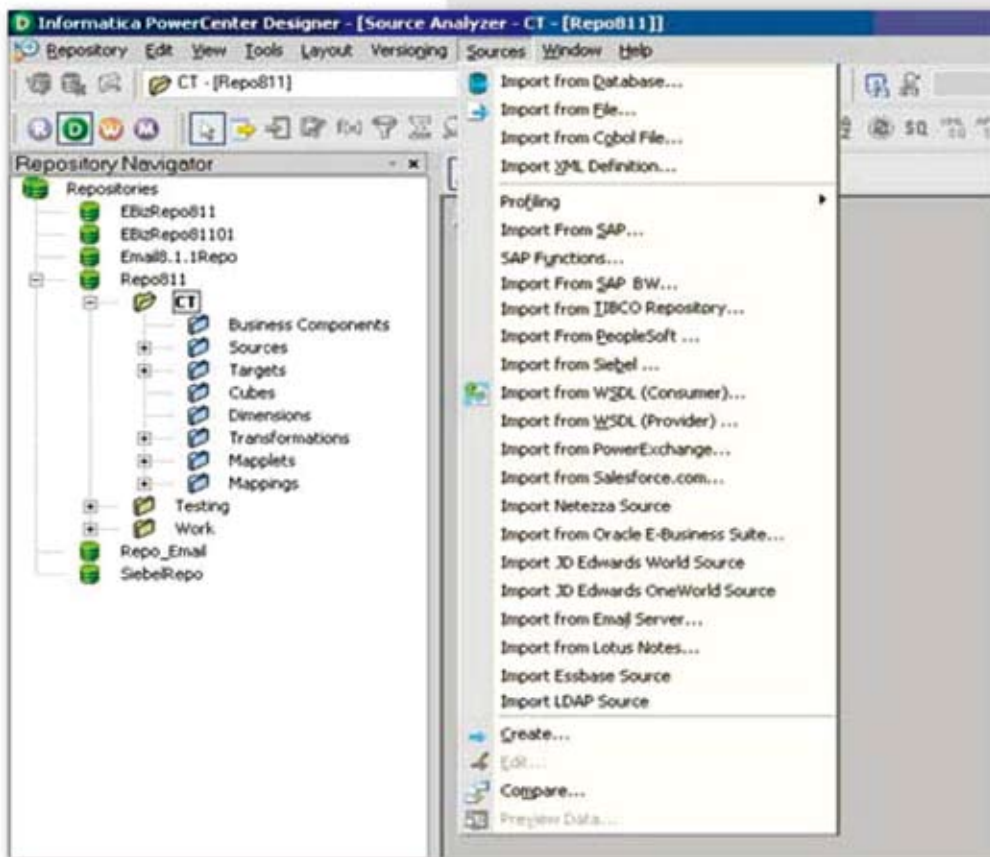 Informatica PowerCenter Designer - [Source Analyzer - CT - [Repo811]]
Repository Edit View Tools Layout Versioning Sources Window Help
CT - [Repo811]
R D W M
f(x)
SQ
Repository Navigator
Repositories
EBizRepo811
EBizRepo81101
Email8.1.1Repo
Repo811
CT
Business Components
Sources
Targets
Cubes
Dimensions
Transformations
Mapplets
Mappings
Testing
Work
Repo_Email
SiebelRepo
Import from Database...
Import from File...
Import from Cobol File...
Import XML Definition...
Profiling
Import From SAP...
SAP Functions...
Import From SAP BW...
Import from TIBCO Repository...
Import From PeopleSoft ...
Import from Siebel ...
Import from WSDL (Consumer)...
Import from WSDL (Provider) ...
Import from PowerExchange...
Import from Salesforce.com...
Import Netezza Source
Import from Oracle E-Business Suite...
Import JD Edwards World Source
Import JD Edwards OneWorld Source
Import from Email Server...
Import from Lotus Notes...
Import Essbase Source
Import LDAP Source
Create...
Edit...
Compare...
Preview Data...